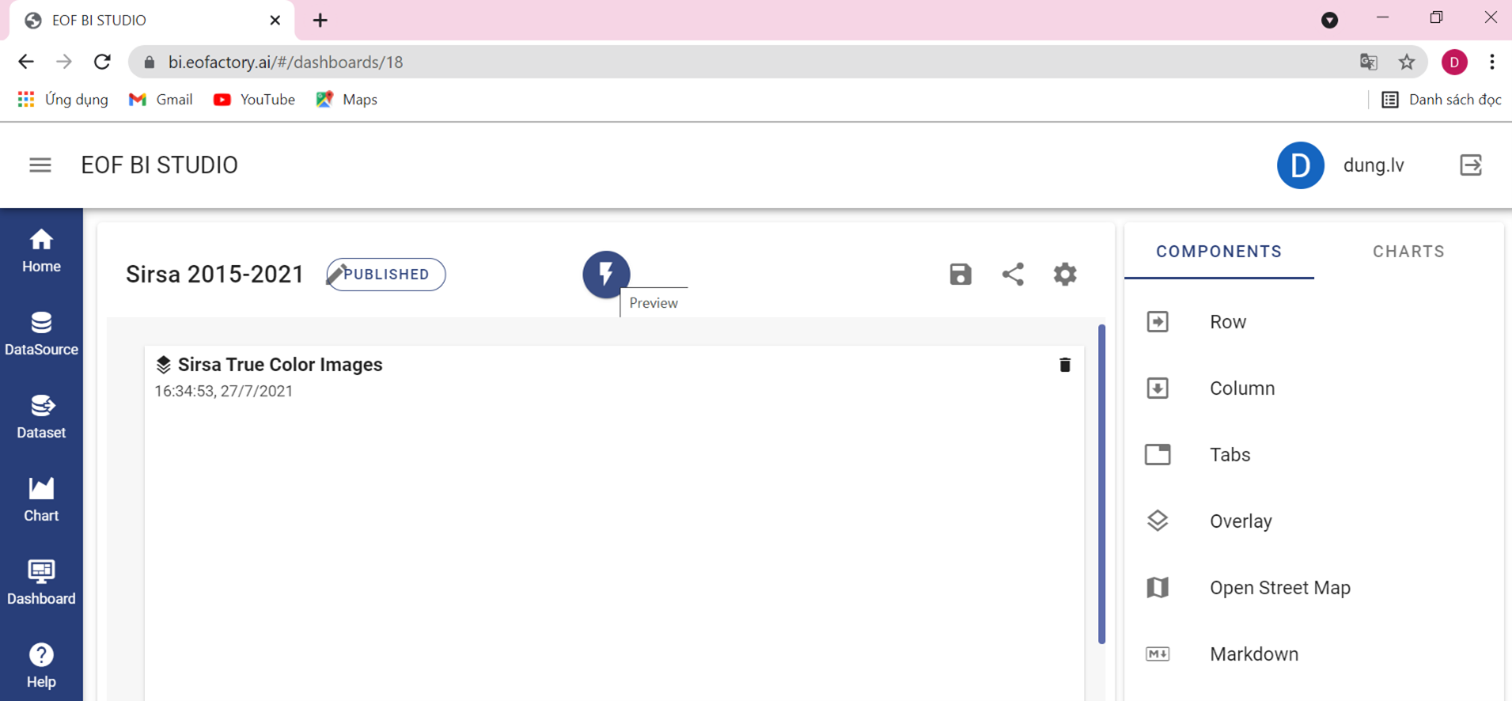 EOF BI STUDIO
bi.eofactory.ai/#/dashboards/18
D
Ứng dụng
Gmail
YouTube
Maps
Danh sách đọc
EOF BI STUDIO
D
dung.lv
Home
DataSource
Dataset
Chart
Dashboard
Help
Sirsa 2015-2021
PUBLISHED
Preview
Sirsa True Color Images
16:34:53, 27/7/2021
COMPONENTS
CHARTS
Row
Column
Tabs
Overlay
Open Street Map
M Markdown